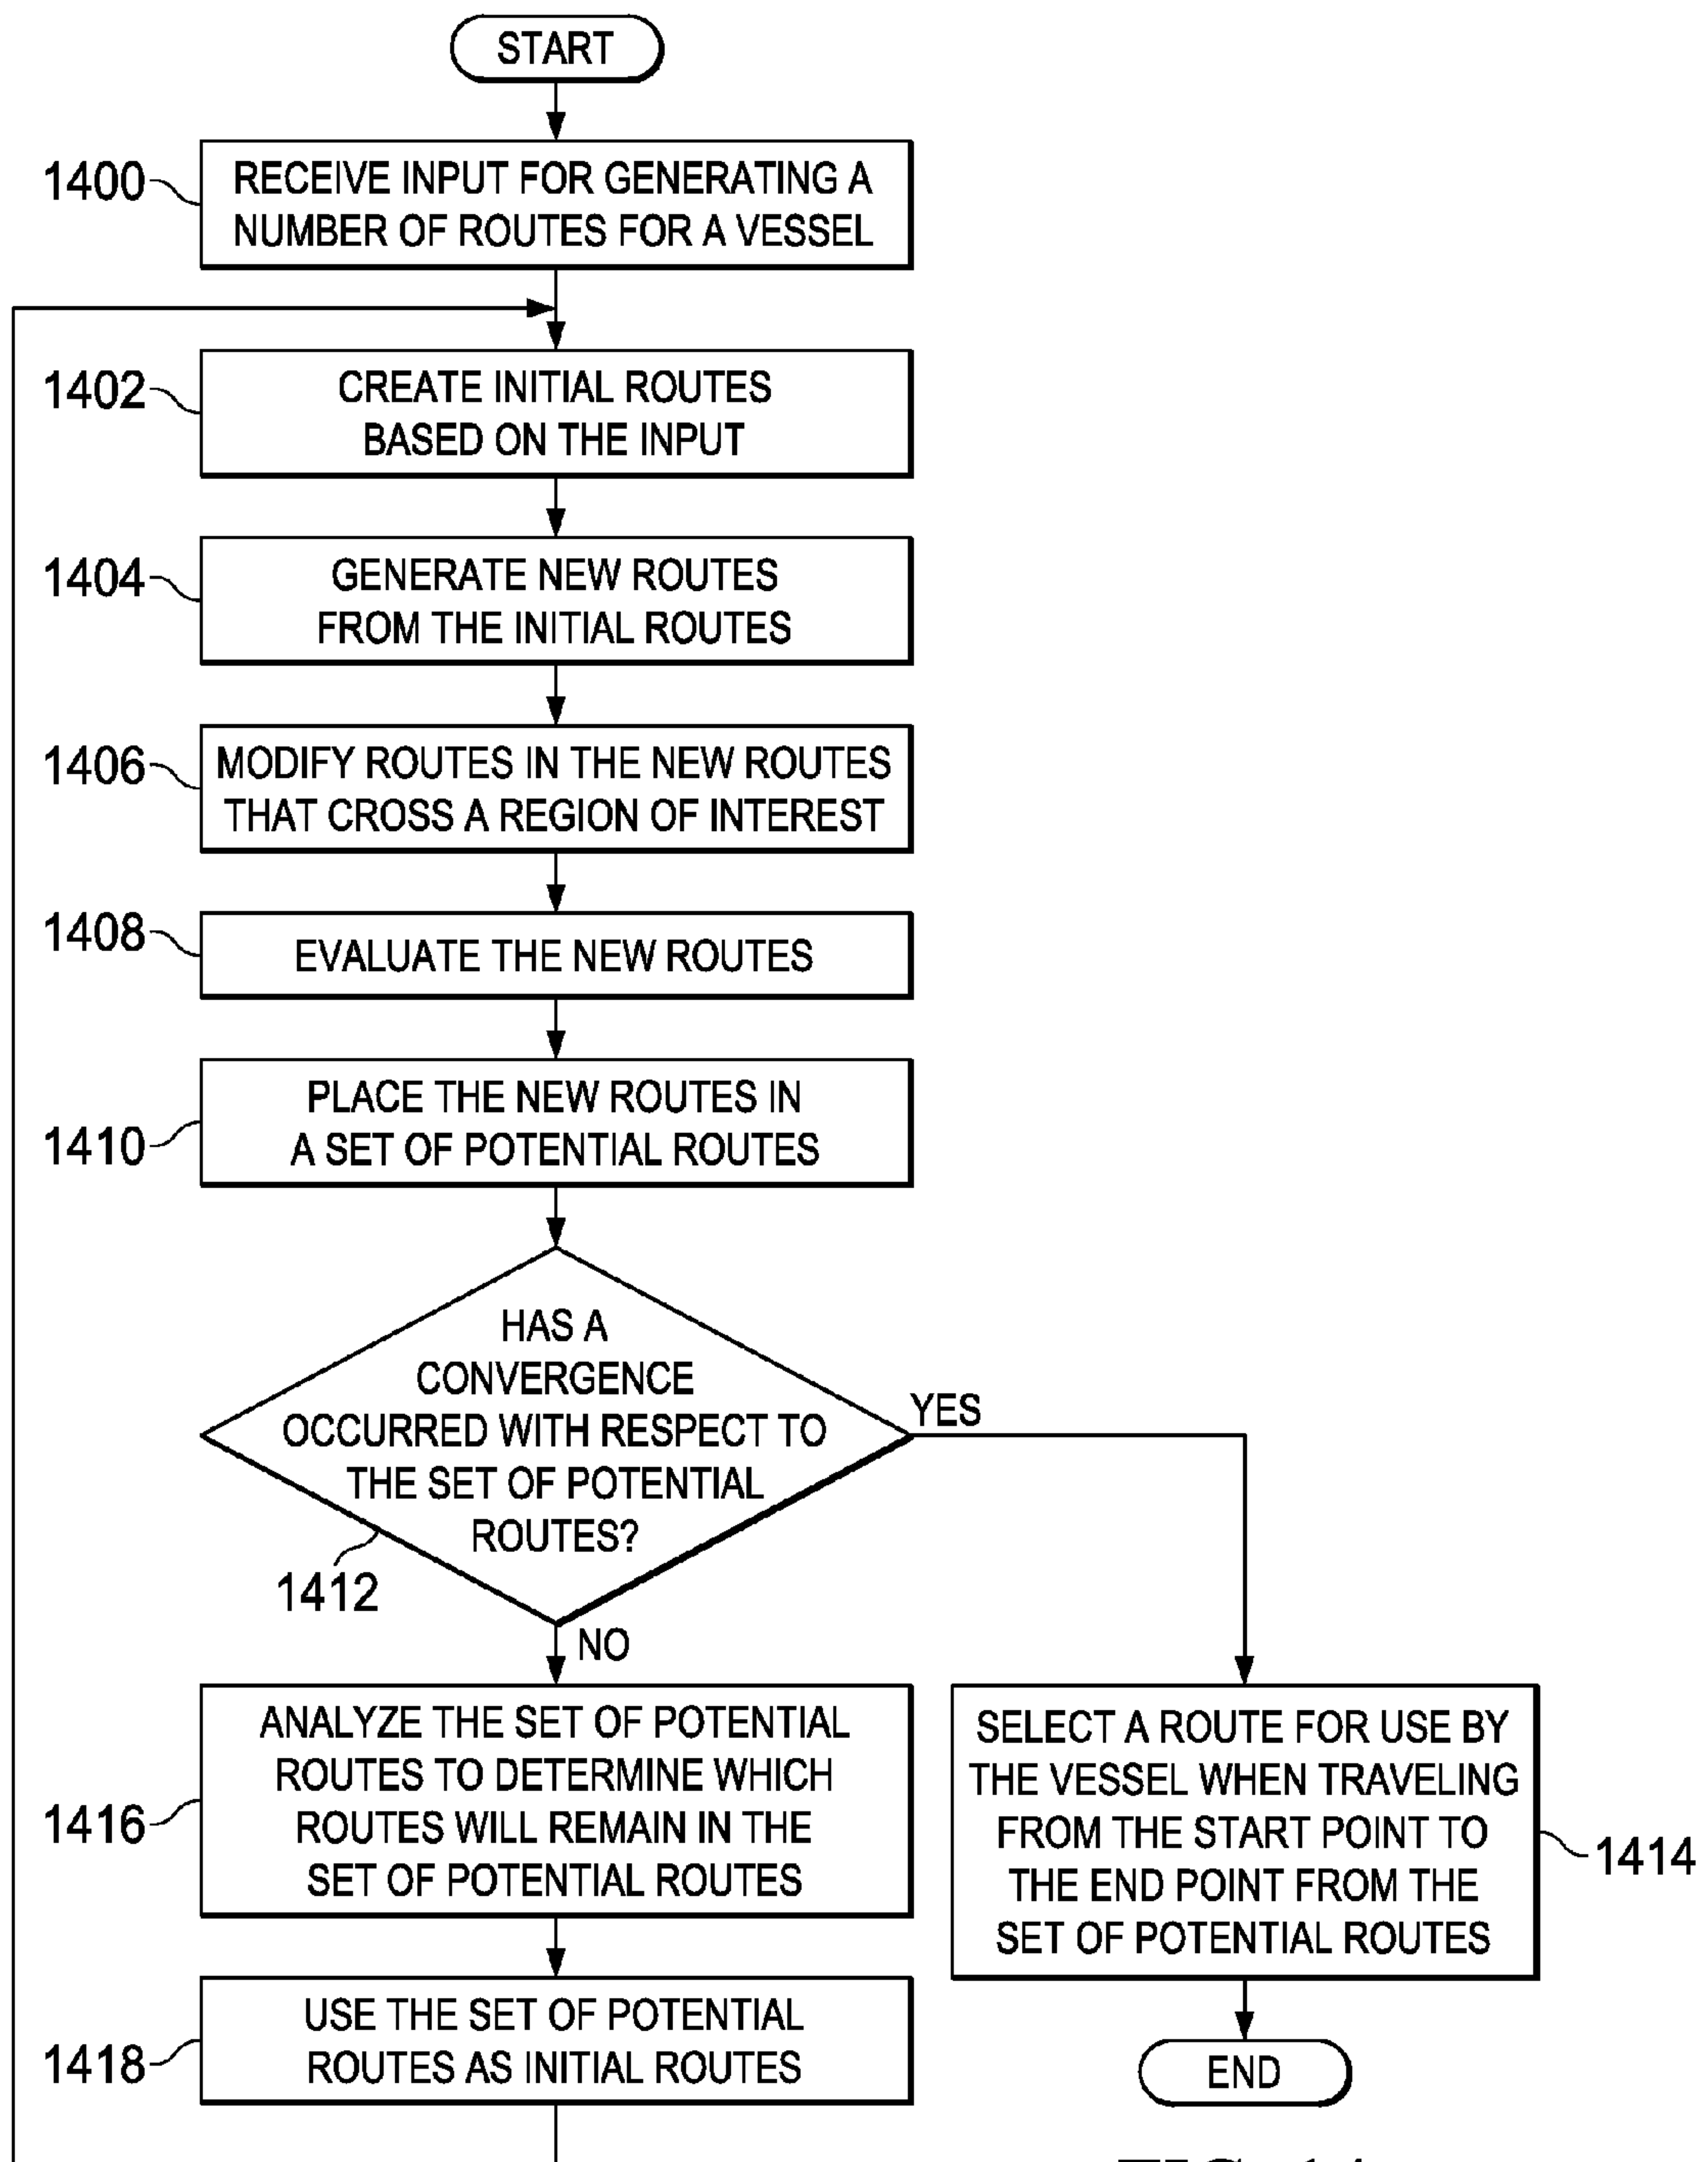 START
1400
RECEIVE INPUT FOR GENERATING A
NUMBER OF ROUTES FOR A VESSEL
1402
CREATE INITIAL ROUTES
BASED ON THE INPUT
1404
GENERATE NEW ROUTES
FROM THE INITIAL ROUTES
1406
MODIFY ROUTES IN THE NEW ROUTES
THAT CROSS A REGION OF INTEREST
1408
EVALUATE THE NEW ROUTES
1410
PLACE THE NEW ROUTES IN
A SET OF POTENTIAL ROUTES
HAS A
CONVERGENCE
OCCURRED WITH RESPECT TO
THE SET OF POTENTIAL
ROUTES?
1412
YES
NO
1416
ANALYZE THE SET OF POTENTIAL
ROUTES TO DETERMINE WHICH
ROUTES WILL REMAIN IN THE
SET OF POTENTIAL ROUTES
SELECT A ROUTE FOR USE BY
THE VESSEL WHEN TRAVELING
FROM THE START POINT TO
THE END POINT FROM THE
SET OF POTENTIAL ROUTES
1414
1418
USE THE SET OF POTENTIAL
ROUTES AS INITIAL ROUTES
END